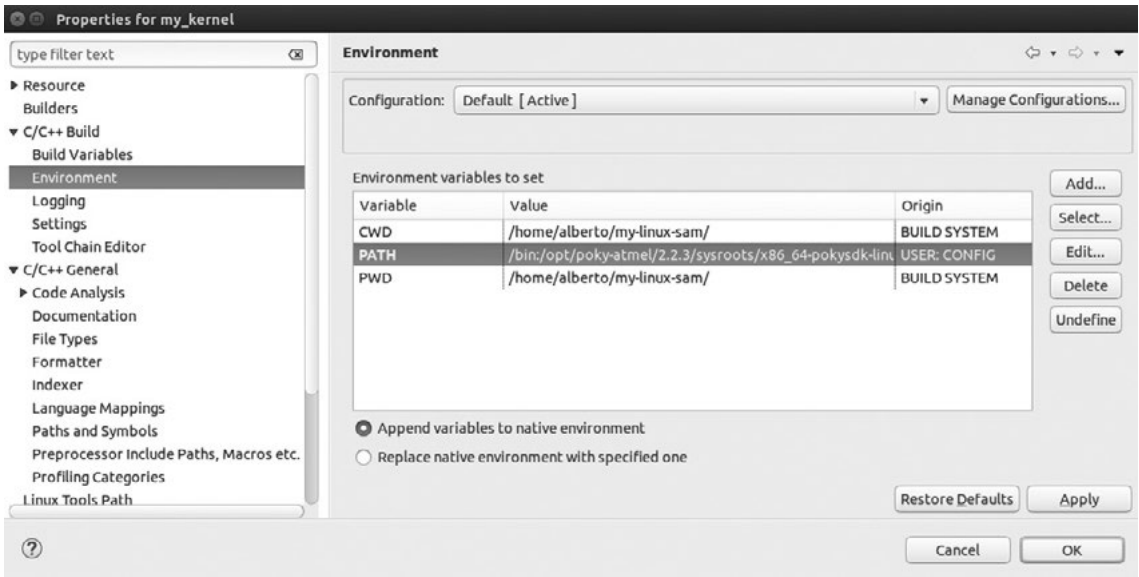 Properties for my_kernel
type filter text
Resource
Builders
C/C++ Build
Build Variables
Environment
Logging
Settings
Tool Chain Editor
C/C++ General
Code Analysis
Documentation
File Types
Formatter
Indexer
Language Mappings
Paths and Symbols
Preprocessor Include Paths, Macros etc.
Profiling Categories
Linux Tools Path
Environment
Configuration: Default [Active] Manage Configurations...
Environment variables to set
Variable Value Origin
CWD /home/alberto/my-linux-sam/ BUILD SYSTEM
PATH /bin:/opt/poky-atmel/2.2.3/sysroots/x86_64-pokysdk-linu USER: CONFIG
PWD /home/alberto/my-linux-sam/ BUILD SYSTEM
Add...
Select...
Edit...
Delete
Undefine
Append variables to native environment
Replace native environment with specified one
Restore Defaults Apply
? Cancel OK